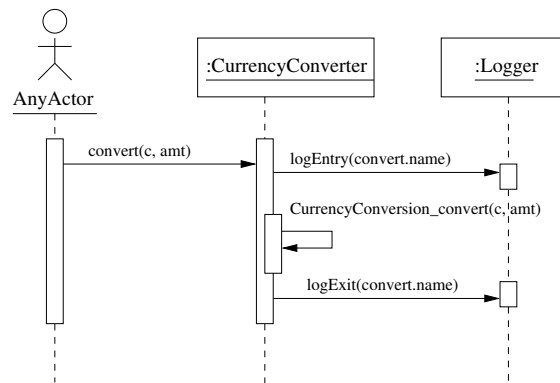 :CurrencyConverter
:Logger
AnyActor
convert(c, amt)
logEntry(convert.name)
CurrencyConversion_convert(c, amt)
logExit(convert.name)